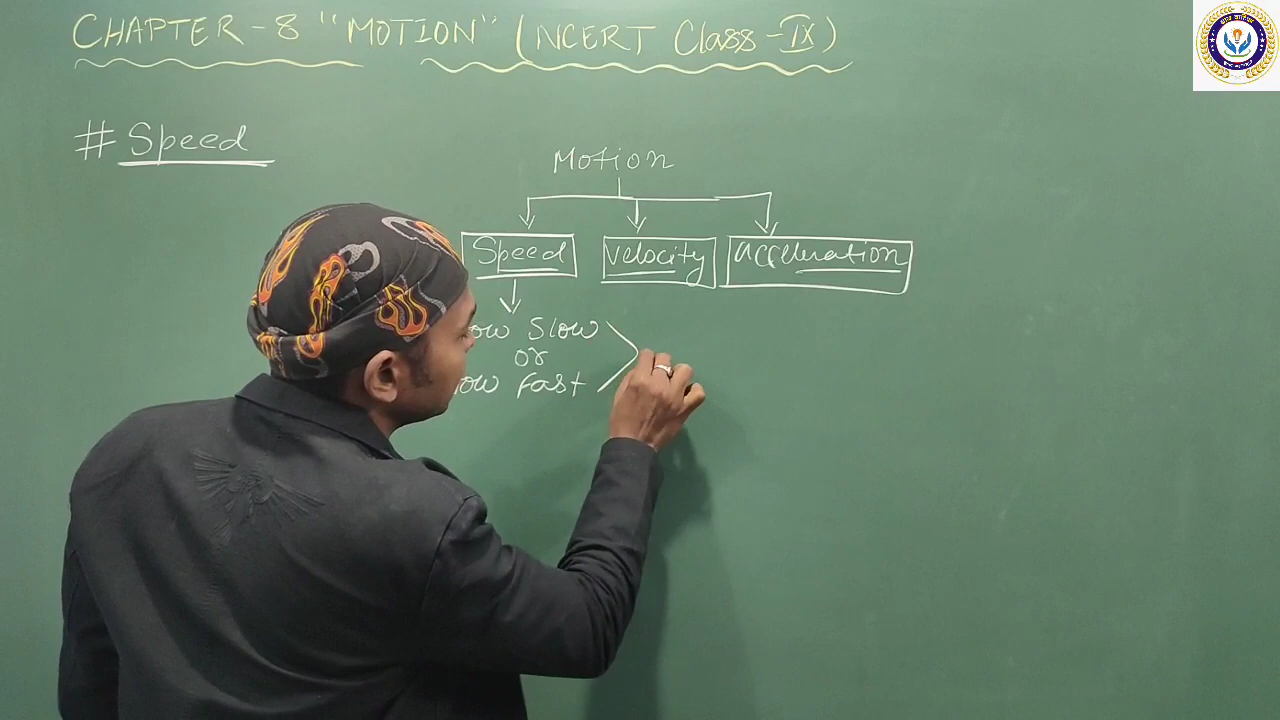 CHAPTER-8 "MOTION" (NCERT Class-IX)
# Speed
Motion
Speed velocity acceleration
Slow
or
Fast